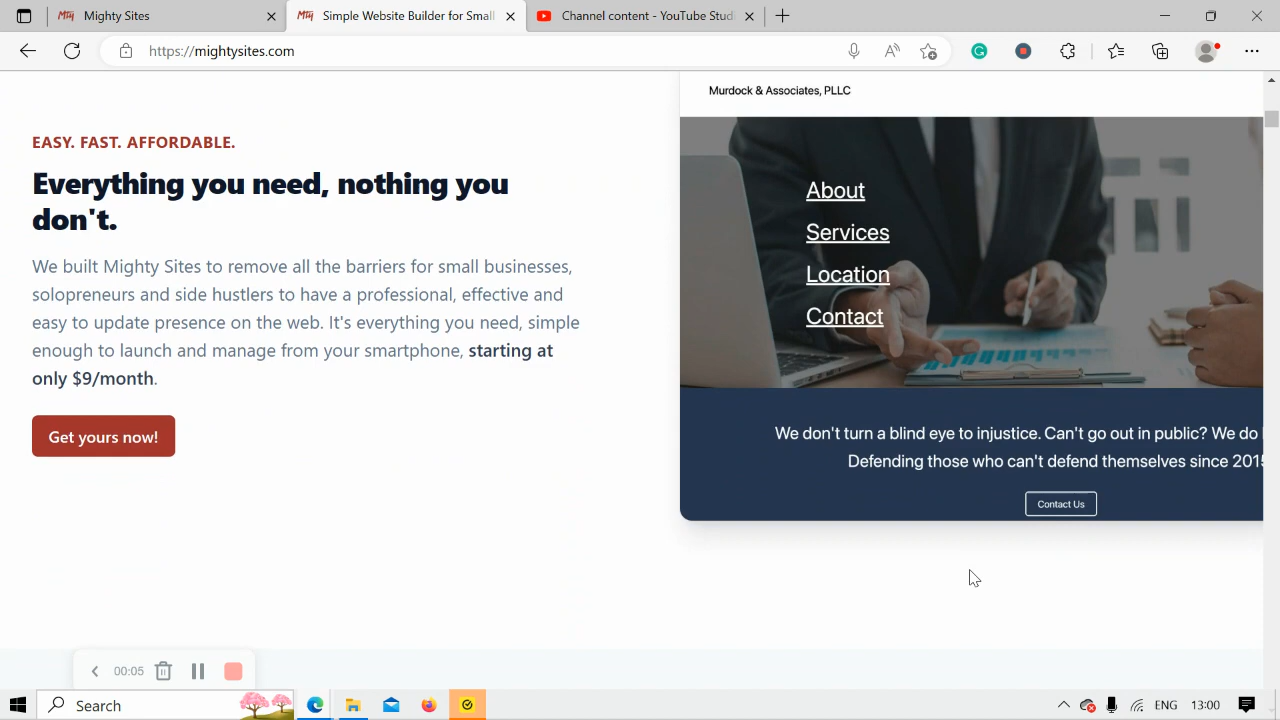 Mighty Sites
Simple Website Builder for Small
Channel content - YouTube Studio
https://mightysites.com
Murdock & Associates, PLLC
EASY. FAST. AFFORDABLE.
Everything you need, nothing you
don't.
We built Mighty Sites to remove all the barriers for small businesses,
solopreneurs and side hustlers to have a professional, effective and
easy to update presence on the web. It's everything you need, simple
enough to launch and manage from your smartphone, starting at
only $9/month.
Get yours now!
About
Services
Location
Contact
We don't turn a blind eye to injustice. Can't go out in public? We do
Defending those who can't defend themselves since 2015
Contact Us
00:05
Search
ENG
13:00